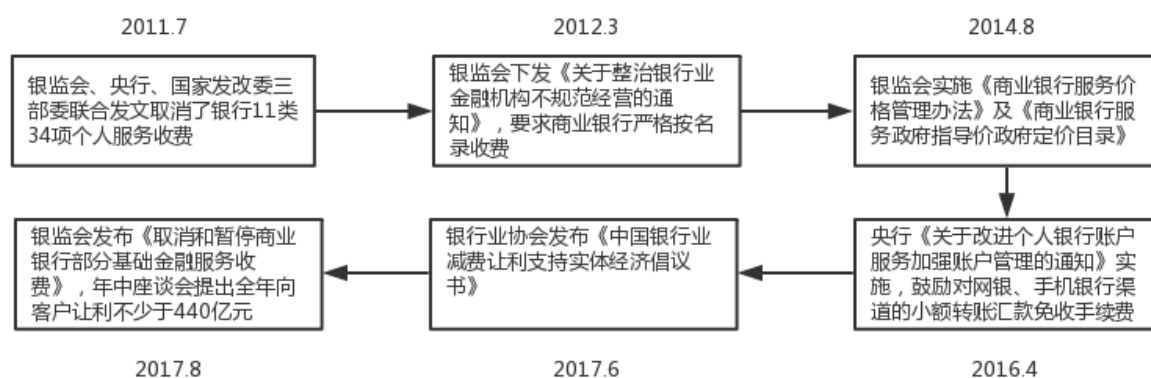 2011.7
2012.3
2014.8
银监会、央行、国家发改委三
部委联合发文取消了银行11类
34项个人服务收费
银监会下发《关于整治银行业
金融机构不规范经营的通
知》，要求商业银行严格按名
录收费
银监会实施《商业银行服务价
格管理办法》及《商业银行服
务政府指导价政府定价目录》
央行《关于改进个人银行账户
服务加强账户管理的通知》实
施，鼓励对网银、手机银行渠
道的小额转账汇款免收手续费
银行业协会发布《中国银行业
减费让利支持实体经济倡议
书》
银监会发布《取消和暂停商业
银行部分基础金融服务收
费》，年中座谈会提出全年向
客户让利不少于440亿元
2017.8
2017.6
2016.4